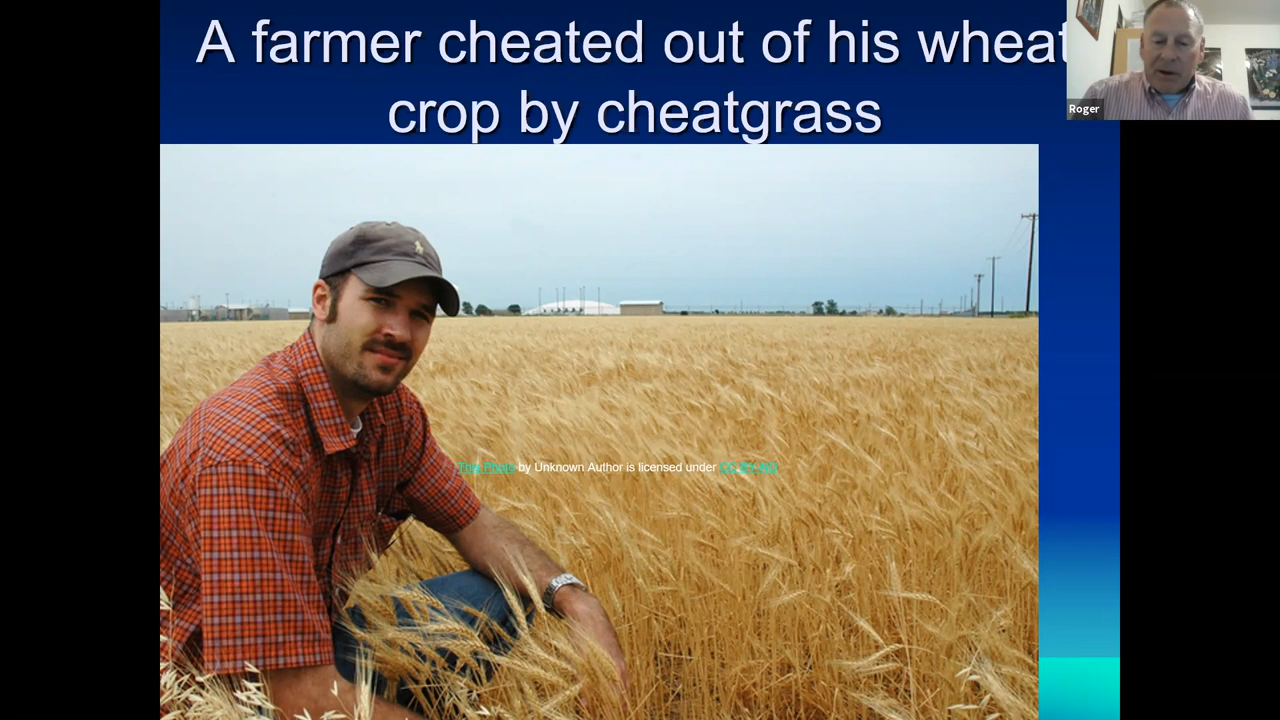 A farmer cheated out of his wheat
crop by cheatgrass
Roger
This Photo by Unknown Author is licensed under CC BY-ND